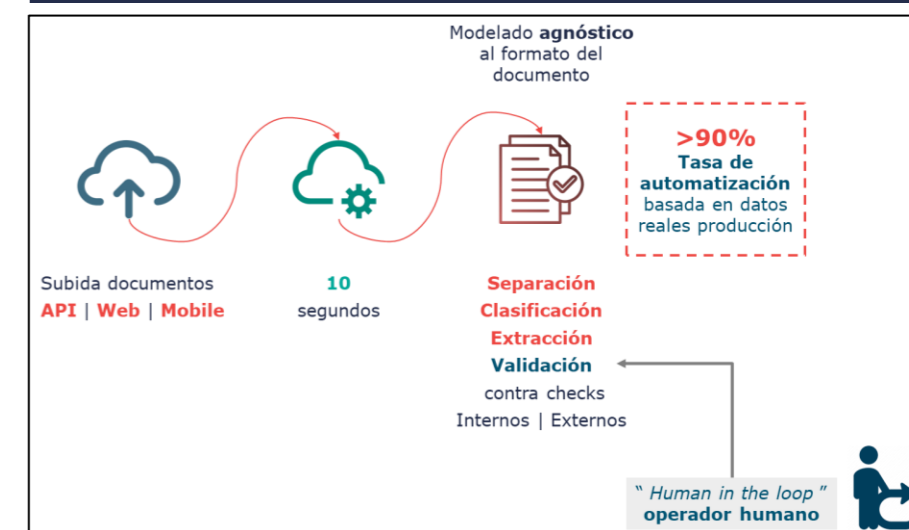 Modelado agnóstico
al formato del
documento
>90%
Tasa de
automatización
basada en datos
reales producción
Subida documentos
API | Web | Mobile
10
segundos
Separación
Clasificación
Extracción
Validación
contra checks
Internos | Externos
" Human in the loop "
operador humano